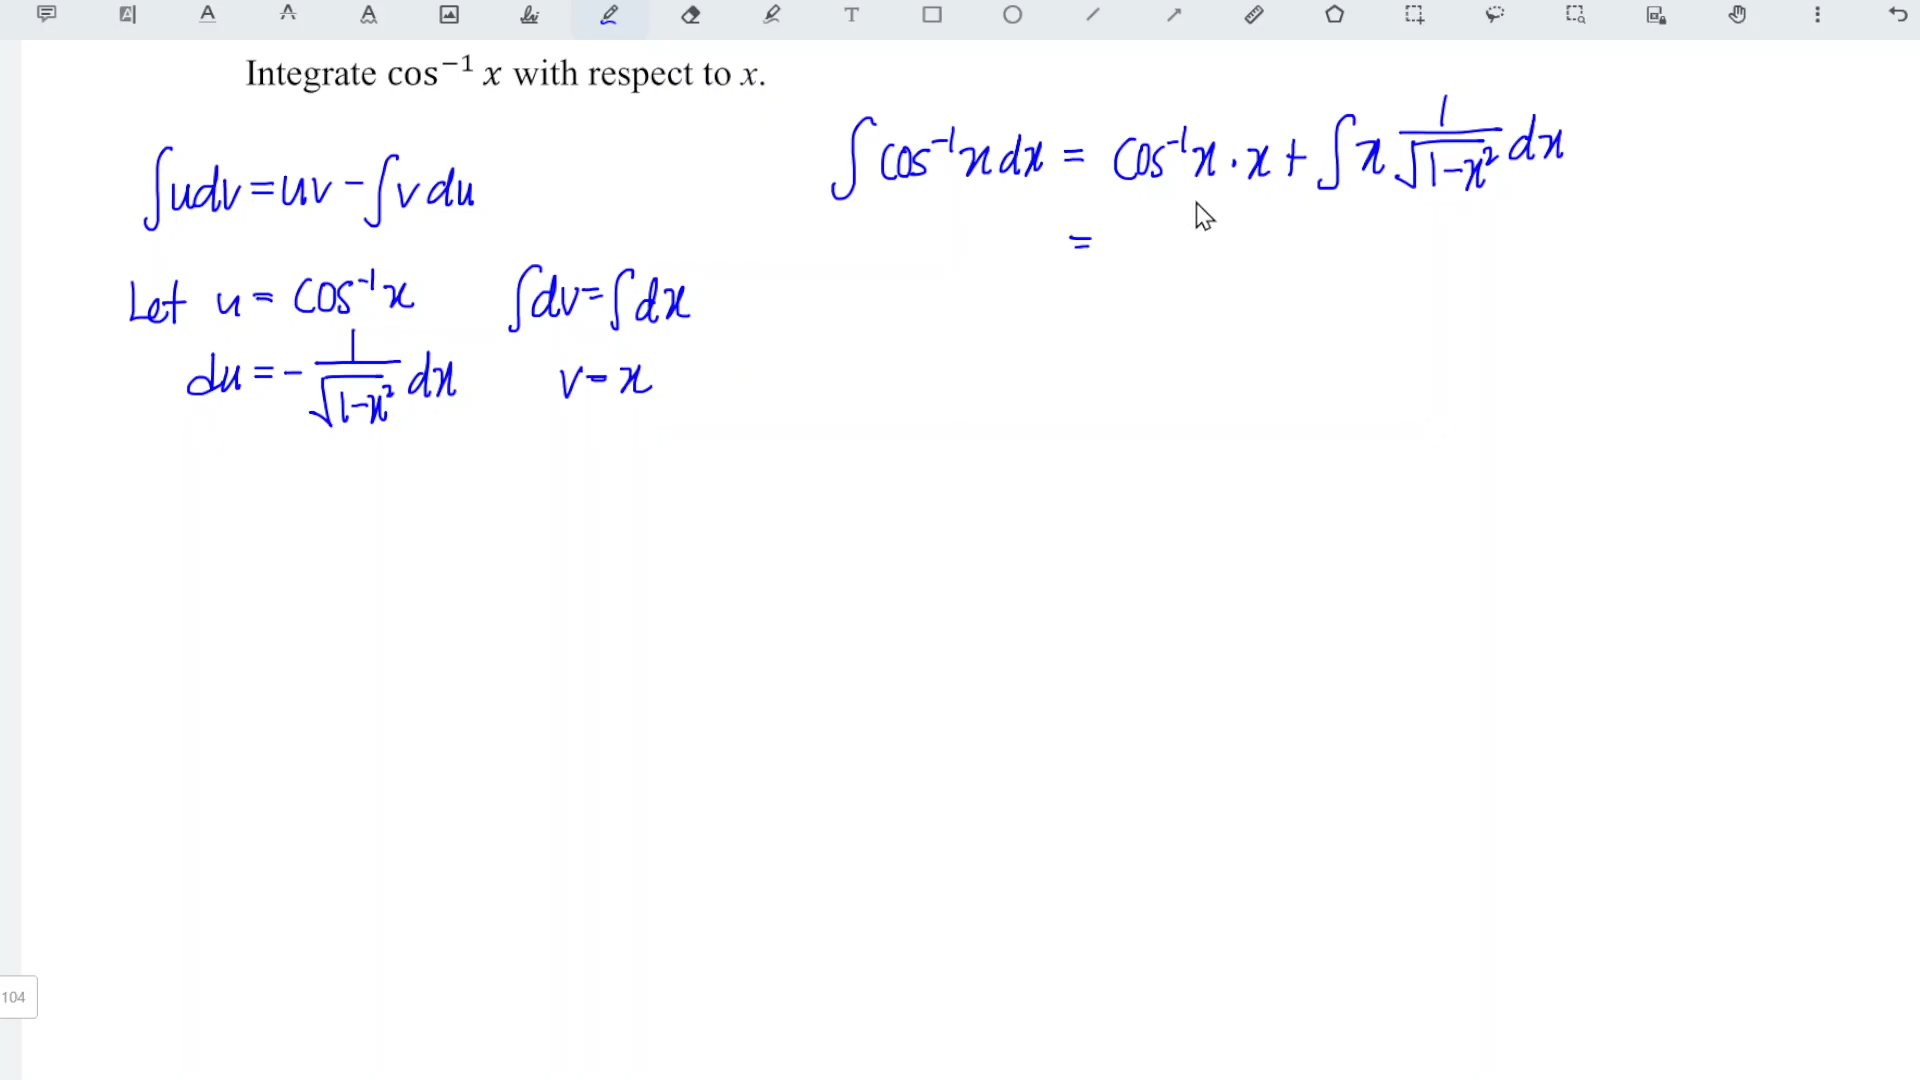 Integrate cos⁻¹ x with respect to x.
∫udv = uv − ∫v du
Let u = cos⁻¹x    ∫dv = ∫dx
du = − 1/√(1−x²) dx    v = x
∫cos⁻¹x dx = cos⁻¹x · x + ∫x 1/√(1−x²) dx
=
104